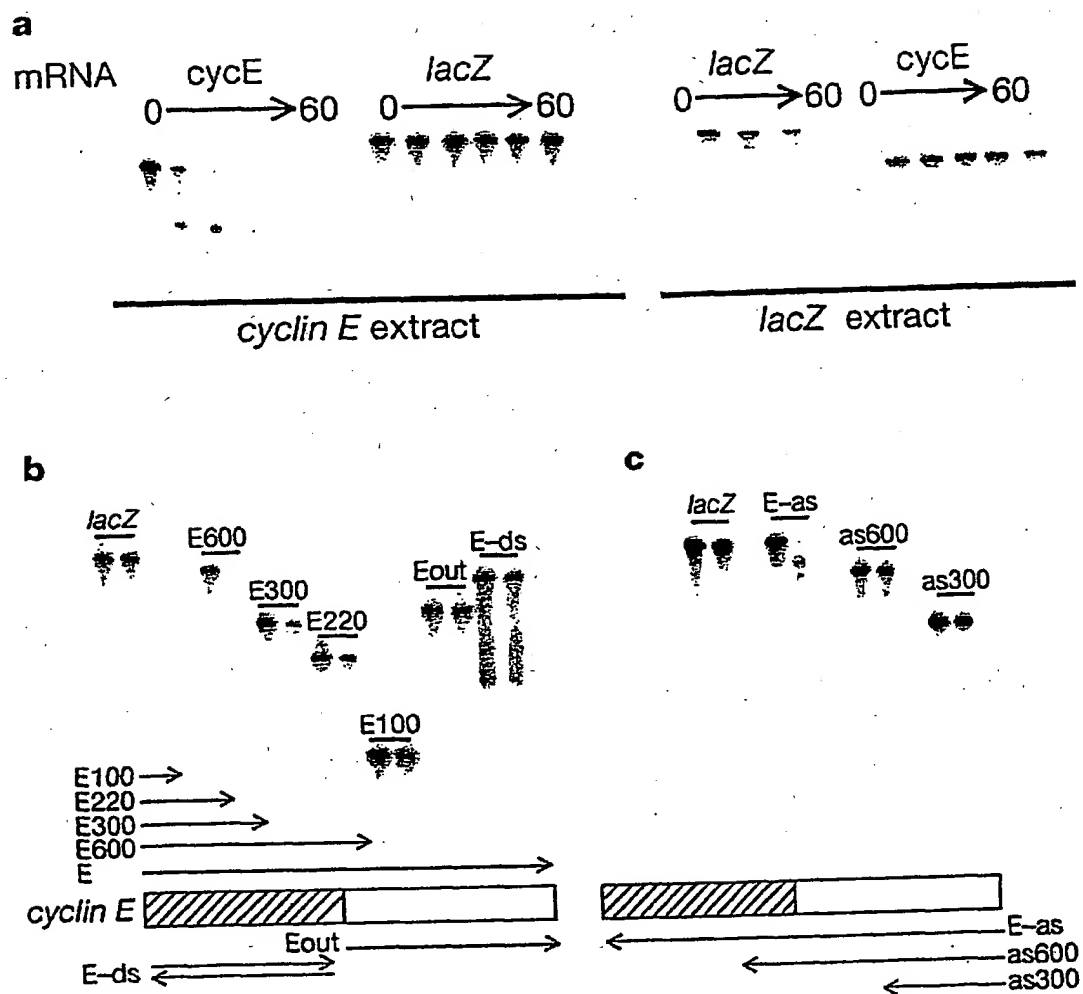 a
mRNA cycE lacZ lacZ cycE
0 60 0 60 0 60 0 60
cyclin E extract lacZ extract
b
lacZ
E600
E300
E220
E100
Eout
E-ds
E100
E220
E300
E600
E
cyclin E
Eout
E-ds
c
lacZ
E-as
as600
as300
E-as
as600
as300